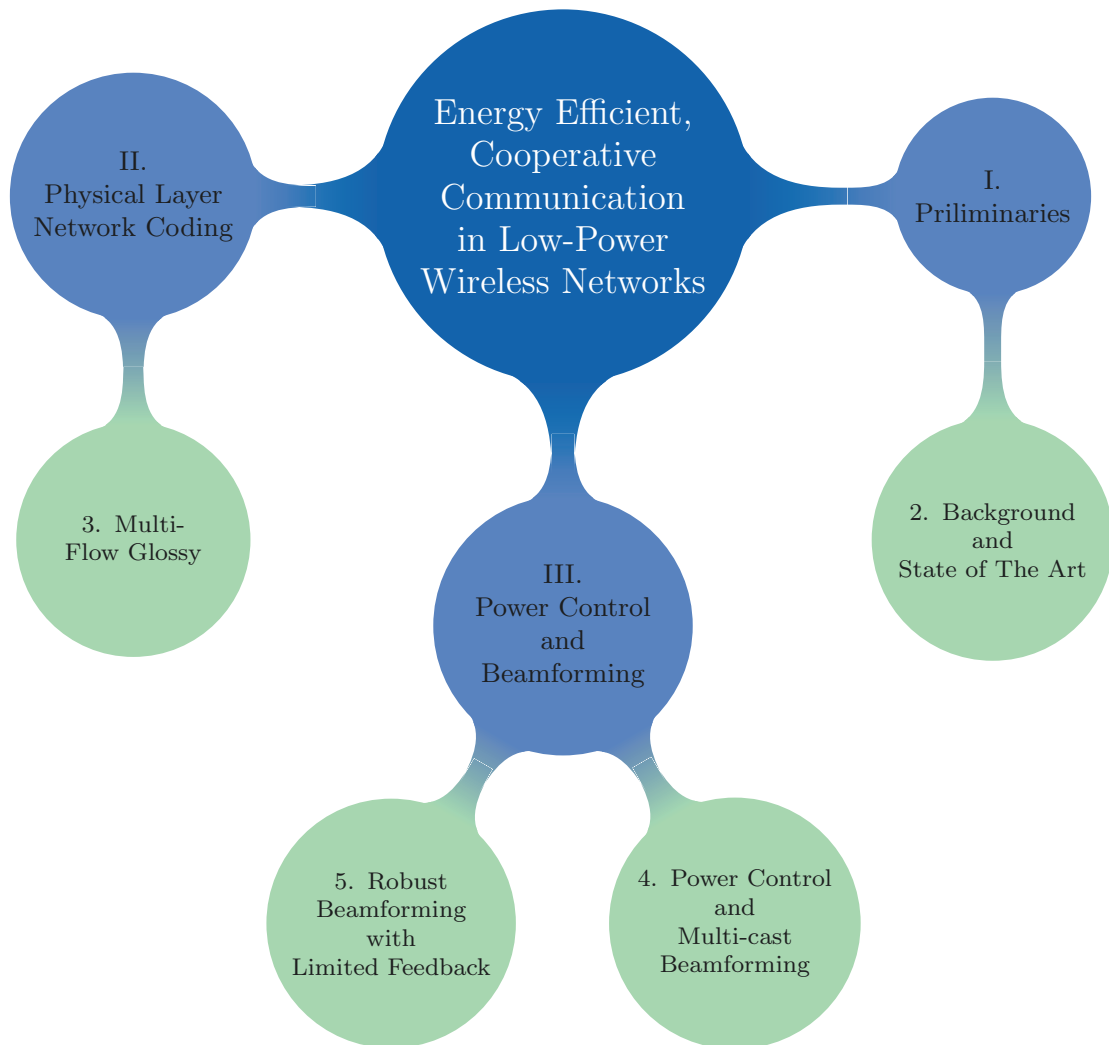 Energy Efficient,
Cooperative
Communication
in Low-Power
Wireless Networks
I.
Priliminaries
2. Background
and
State of The Art
II.
Physical Layer
Network Coding
3. Multi-
Flow Glossy
III.
Power Control
and
Beamforming
4. Power Control
and
Multi-cast
Beamforming
5. Robust
Beamforming
with
Limited Feedback